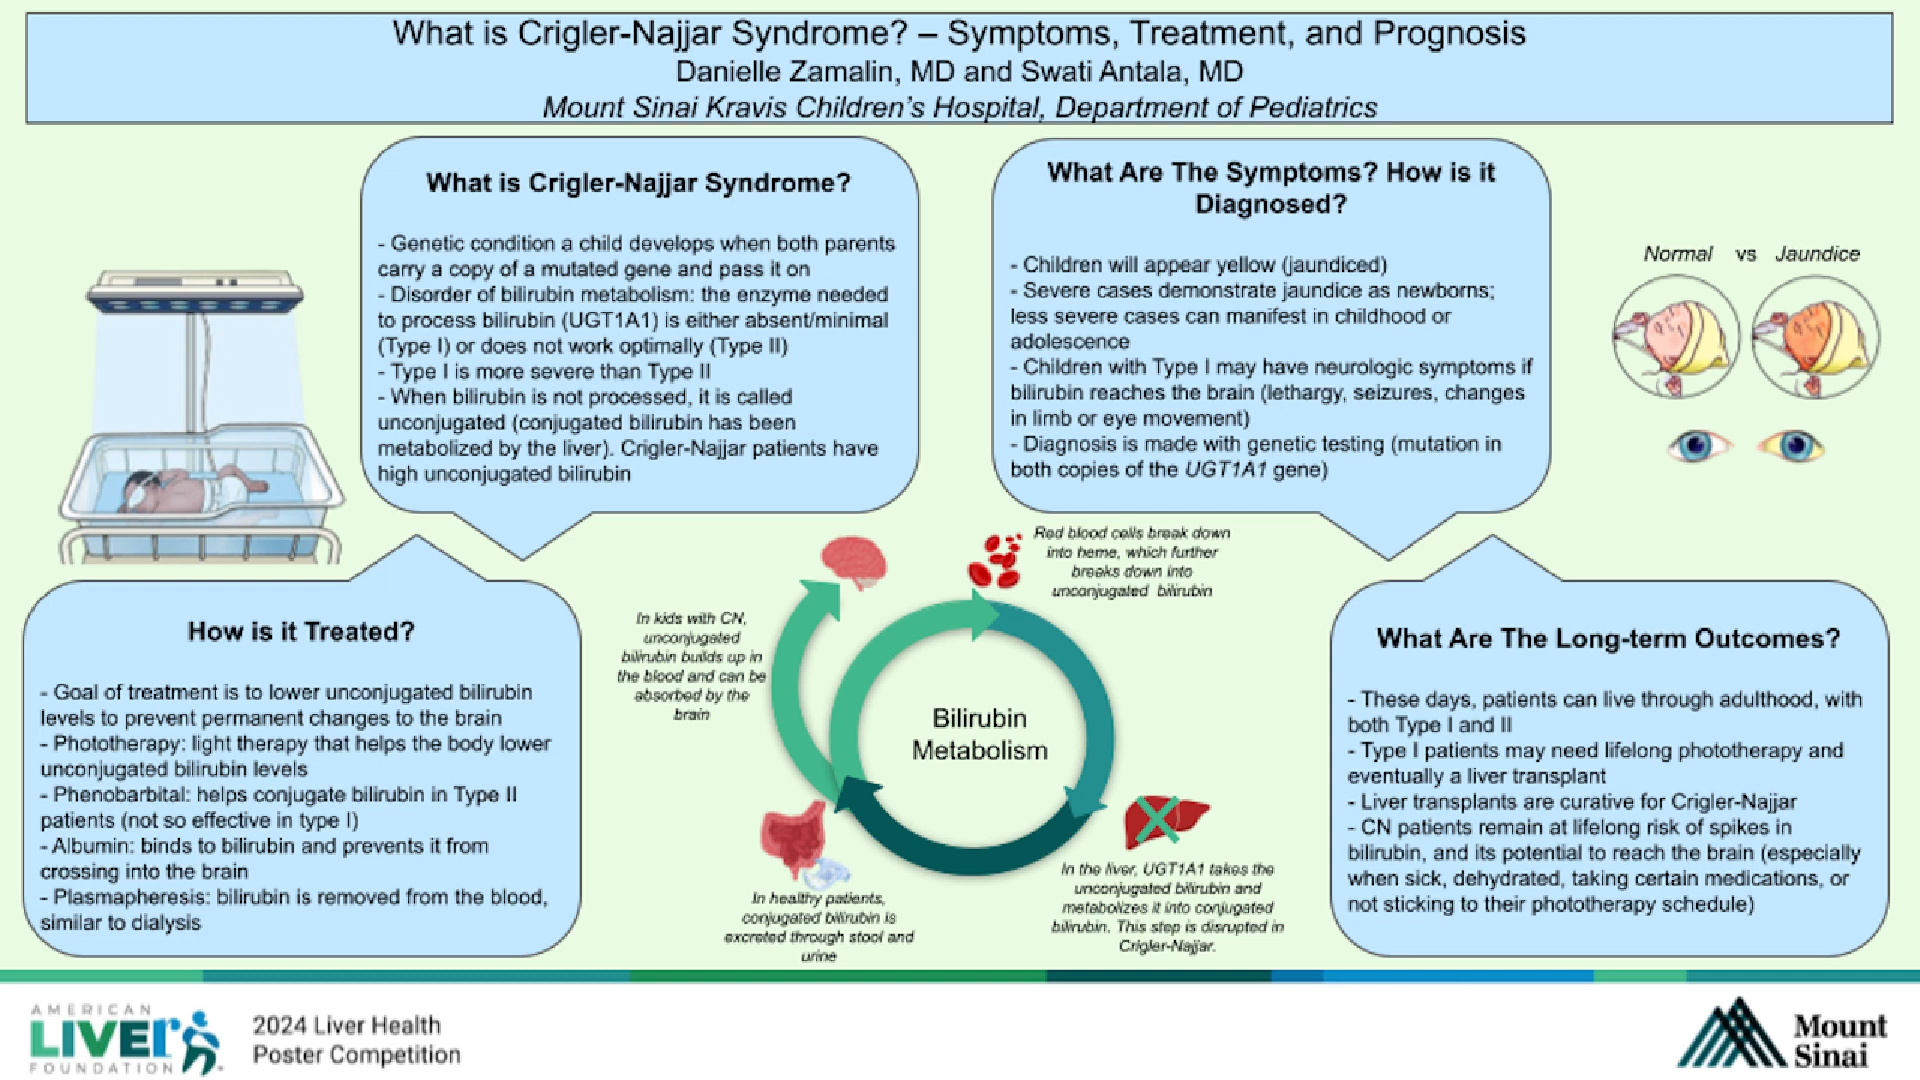 What is Crigler-Najjar Syndrome? – Symptoms, Treatment, and Prognosis
Danielle Zamalin, MD and Swati Antala, MD
Mount Sinai Kravis Children's Hospital, Department of Pediatrics
What is Crigler-Najjar Syndrome?
- Genetic condition a child develops when both parents
carry a copy of a mutated gene and pass it on
- Disorder of bilirubin metabolism: the enzyme needed
to process bilirubin (UGT1A1) is either absent/minimal
(Type I) or does not work optimally (Type II)
- Type I is more severe than Type II
- When bilirubin is not processed, it is called
unconjugated (conjugated bilirubin has been
metabolized by the liver). Crigler-Najjar patients have
high unconjugated bilirubin
What Are The Symptoms? How is it
Diagnosed?
- Children will appear yellow (jaundiced)
- Severe cases demonstrate jaundice as newborns;
less severe cases can manifest in childhood or
adolescence
- Children with Type I may have neurologic symptoms if
bilirubin reaches the brain (lethargy, seizures, changes
in limb or eye movement)
- Diagnosis is made with genetic testing (mutation in
both copies of the UGT1A1 gene)
Normal vs Jaundice
How is it Treated?
- Goal of treatment is to lower unconjugated bilirubin
levels to prevent permanent changes to the brain
- Phototherapy: light therapy that helps the body lower
unconjugated bilirubin levels
- Phenobarbital: helps conjugate bilirubin in Type II
patients (not so effective in type I)
- Albumin: binds to bilirubin and prevents it from
crossing into the brain
- Plasmapheresis: bilirubin is removed from the blood,
similar to dialysis
Red blood cells break down
into heme, which further
breaks down into
unconjugated bilirubin
In kids with CN,
unconjugated
bilirubin builds up in
the blood and can be
absorbed by the
brain
Bilirubin
Metabolism
In the liver, UGT1A1 takes the
unconjugated bilirubin and
metabolizes it into conjugated
bilirubin. This step is disrupted in
Crigler-Najjar.
In healthy patients,
conjugated bilirubin is
excreted through stool and
urine
What Are The Long-term Outcomes?
- These days, patients can live through adulthood, with
both Type I and II
- Type I patients may need lifelong phototherapy and
eventually a liver transplant
- Liver transplants are curative for Crigler-Najjar
- CN patients remain at lifelong risk of spikes in
bilirubin, and its potential to reach the brain (especially
when sick, dehydrated, taking certain medications, or
not sticking to their phototherapy schedule)
AMERICAN
LIVER
FOUNDATION
2024 Liver Health
Poster Competition
Mount
Sinai